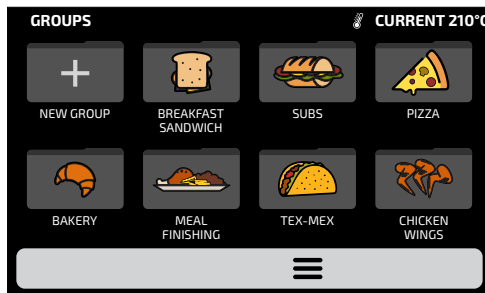 GROUPS
CURRENT 210°C
NEW GROUP
BREAKFAST
SANDWICH
SUBS
PIZZA
BAKERY
MEAL
FINISHING
TEX-MEX
CHICKEN
WINGS